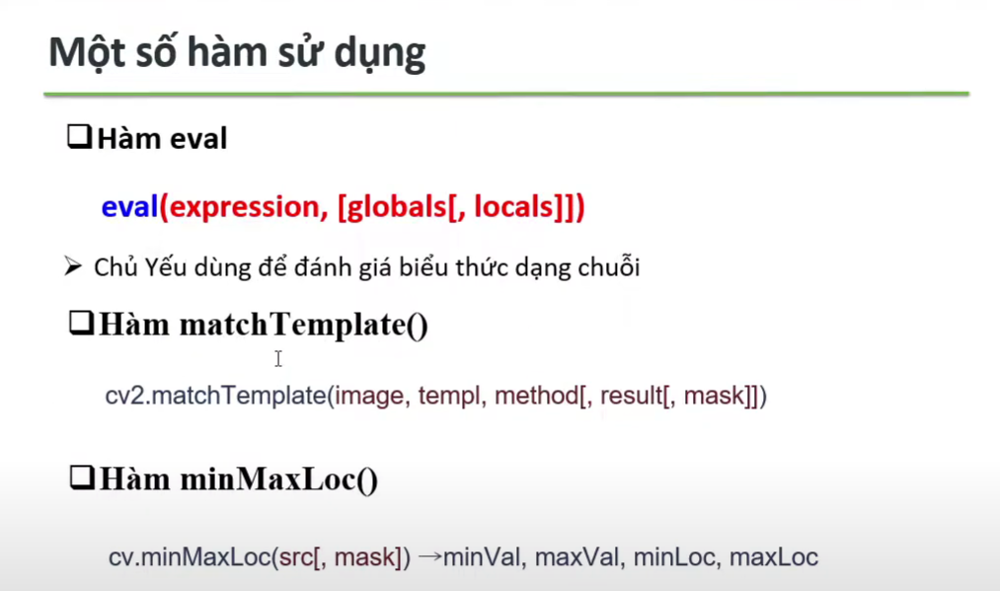 Một số hàm sử dụng
Hàm eval
eval(expression, [globals[, locals]])
Chủ Yếu dùng để đánh giá biểu thức dạng chuỗi
Hàm matchTemplate()
cv2.matchTemplate(image, templ, method[, result[, mask]])
Hàm minMaxLoc()
cv.minMaxLoc(src[, mask]) →minVal, maxVal, minLoc, maxLoc